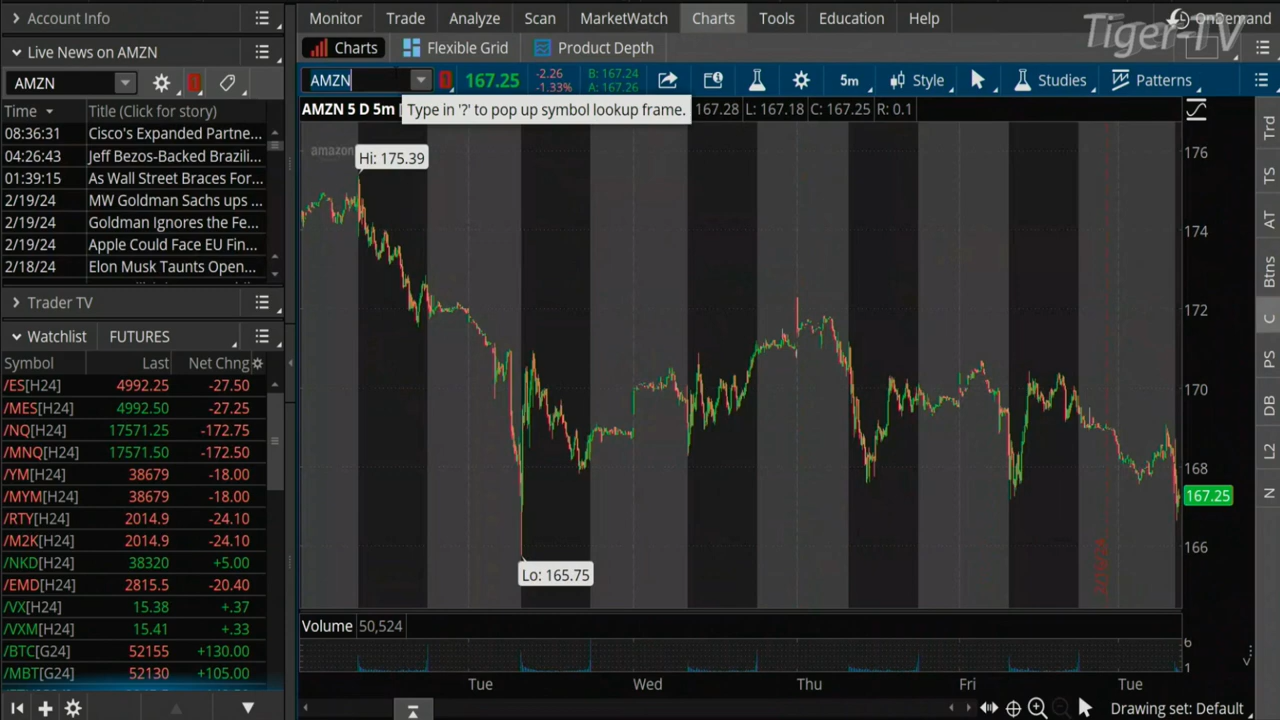 Account Info
Monitor Trade Analyze Scan MarketWatch Charts Tools Education Help OnDemand
Tiger-TV
Live News on AMZN
Charts Flexible Grid Product Depth
AMZN
AMZN 167.25 -2.26 -1.33% B: 167.24 A: 167.26 5m Style Studies Patterns
Time Title (Click for story)
AMZN 5 D 5m Type in '?' to pop up symbol lookup frame. 167.28 L: 167.18 C: 167.25 R: 0.1
08:36:31 Cisco's Expanded Partne...
04:26:43 Jeff Bezos-Backed Brazili...
01:39:15 As Wall Street Braces For...
2/19/24 MW Goldman Sachs ups ...
2/19/24 Goldman Ignores the Fe...
2/19/24 Apple Could Face EU Fin...
2/18/24 Elon Musk Taunts Open...
amazon
Hi: 175.39
Lo: 165.75
176
174
172
170
168
167.25
166
Trader TV
Watchlist FUTURES
Symbol Last Net Chng
/ES[H24] 4992.25 -27.50
/MES[H24] 4992.50 -27.25
/NQ[H24] 17571.25 -172.75
/MNQ[H24] 17571.50 -172.50
/YM[H24] 38679 -18.00
/MYM[H24] 38679 -18.00
/RTY[H24] 2014.9 -24.10
/M2K[H24] 2014.9 -24.10
/NKD[H24] 38320 +5.00
/EMD[H24] 2815.5 -20.40
/VX[H24] 15.38 +.37
/VXM[H24] 15.41 +.33
/BTC[G24] 52155 +130.00
/MBT[G24] 52130 +105.00
Volume 50,524
Tue Wed Thu Fri Tue
Drawing set: Default
Trd
TS
AT
Btns
C
PS
DB
L2
N